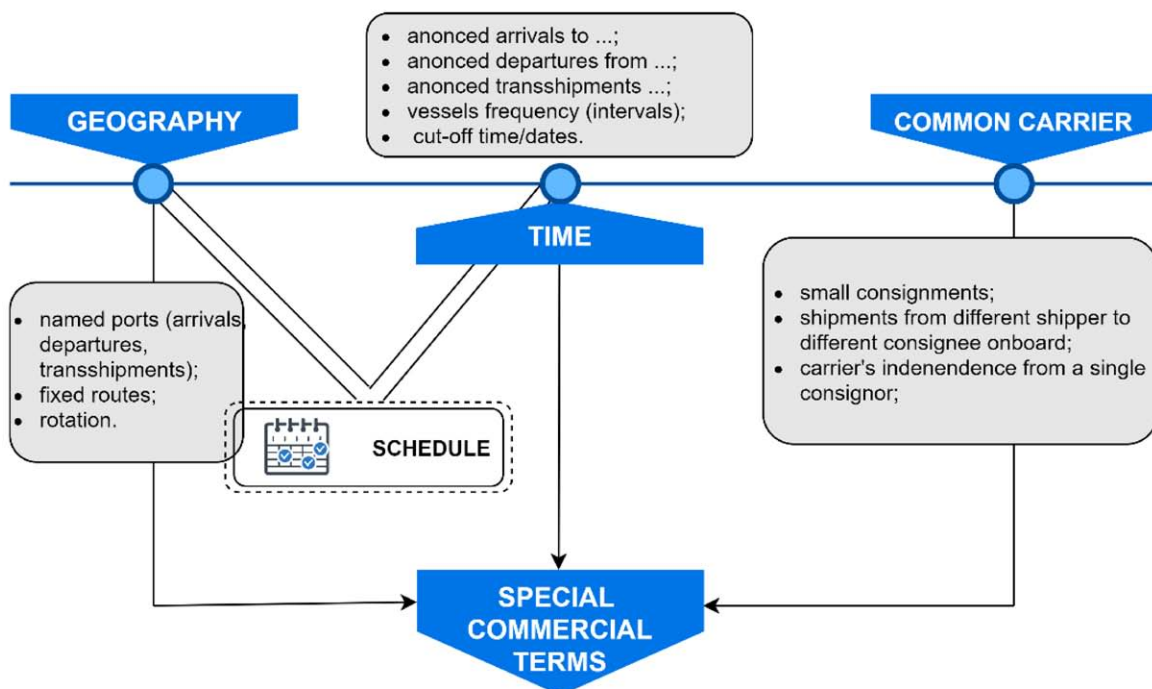 • anonced arrivals to ...;
• anonced departures from ...;
• anonced transshipments ...;
• vessels frequency (intervals);
• cut-off time/dates.
GEOGRAPHY
COMMON CARRIER
TIME
• named ports (arrivals,
departures,
transshipments);
• fixed routes;
• rotation.
• small consignments;
• shipments from different shipper to
different consignee onboard;
• carrier's indenendence from a single
consignor;
SCHEDULE
SPECIAL
COMMERCIAL
TERMS